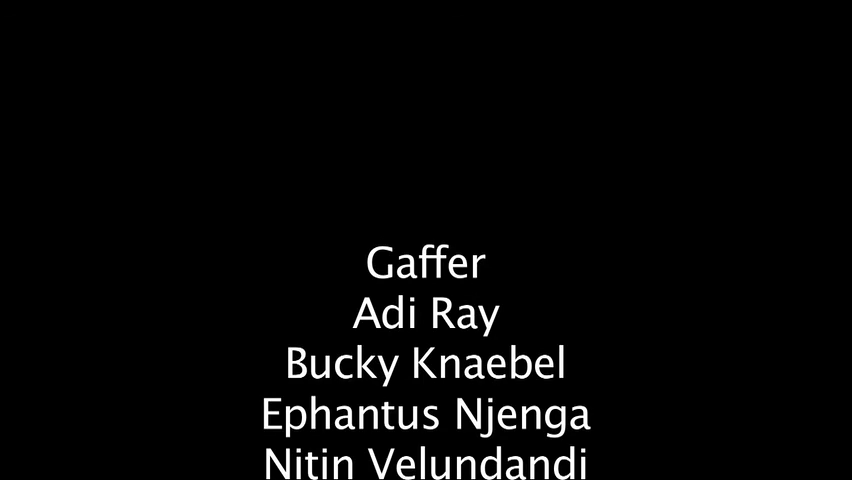 Gaffer
Adi Ray
Bucky Knaebel
Ephantus Njenga
Nitin Velundandi